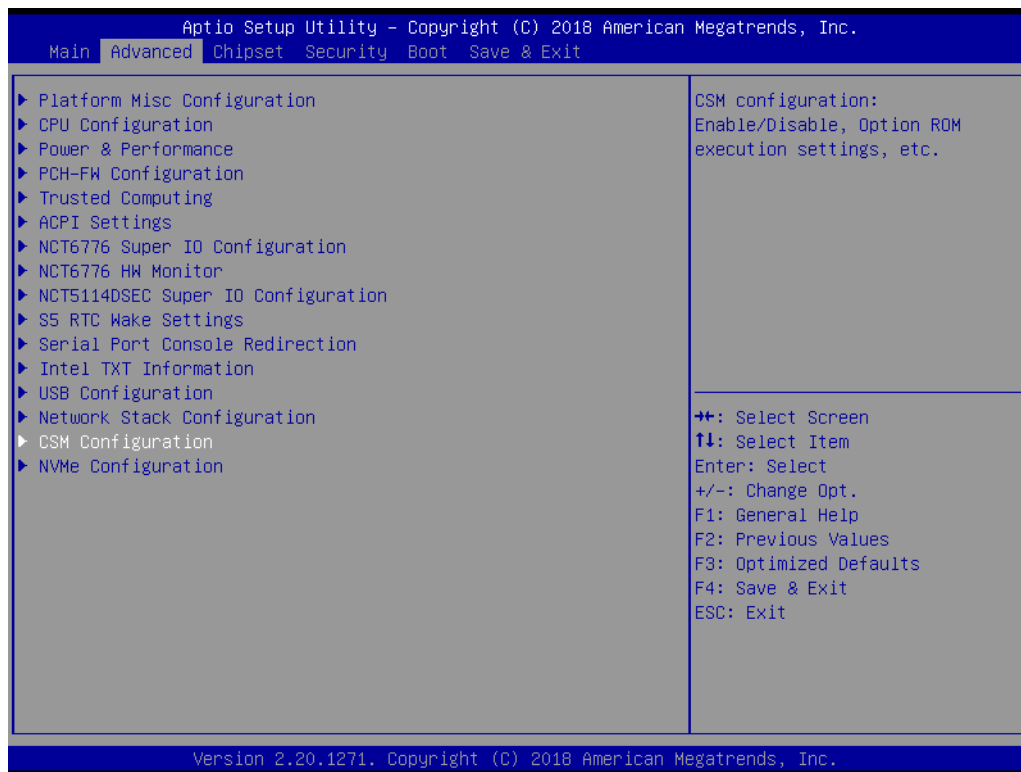 Aptio Setup Utility – Copyright (C) 2018 American Megatrends, Inc.
Main Advanced Chipset Security Boot Save & Exit
Platform Misc Configuration
CPU Configuration
Power & Performance
PCH-FW Configuration
Trusted Computing
ACPI Settings
NCT6776 Super IO Configuration
NCT6776 HW Monitor
NCT5114DSEC Super IO Configuration
S5 RTC Wake Settings
Serial Port Console Redirection
Intel TXT Information
USB Configuration
Network Stack Configuration
CSM Configuration
NVMe Configuration
CSM configuration:
Enable/Disable, Option ROM
execution settings, etc.
→←: Select Screen
↑↓: Select Item
Enter: Select
+/-: Change Opt.
F1: General Help
F2: Previous Values
F3: Optimized Defaults
F4: Save & Exit
ESC: Exit
Version 2.20.1271. Copyright (C) 2018 American Megatrends, Inc.